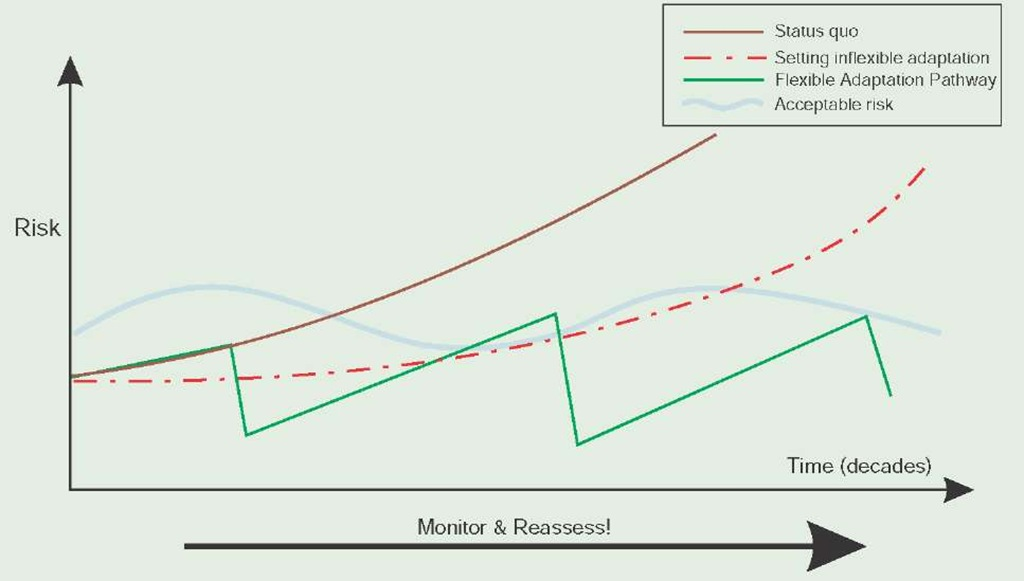 Status quo
Setting inflexible adaptation
Flexible Adaptation Pathway
Acceptable risk
Risk
Time (decades)
Monitor & Reassess!